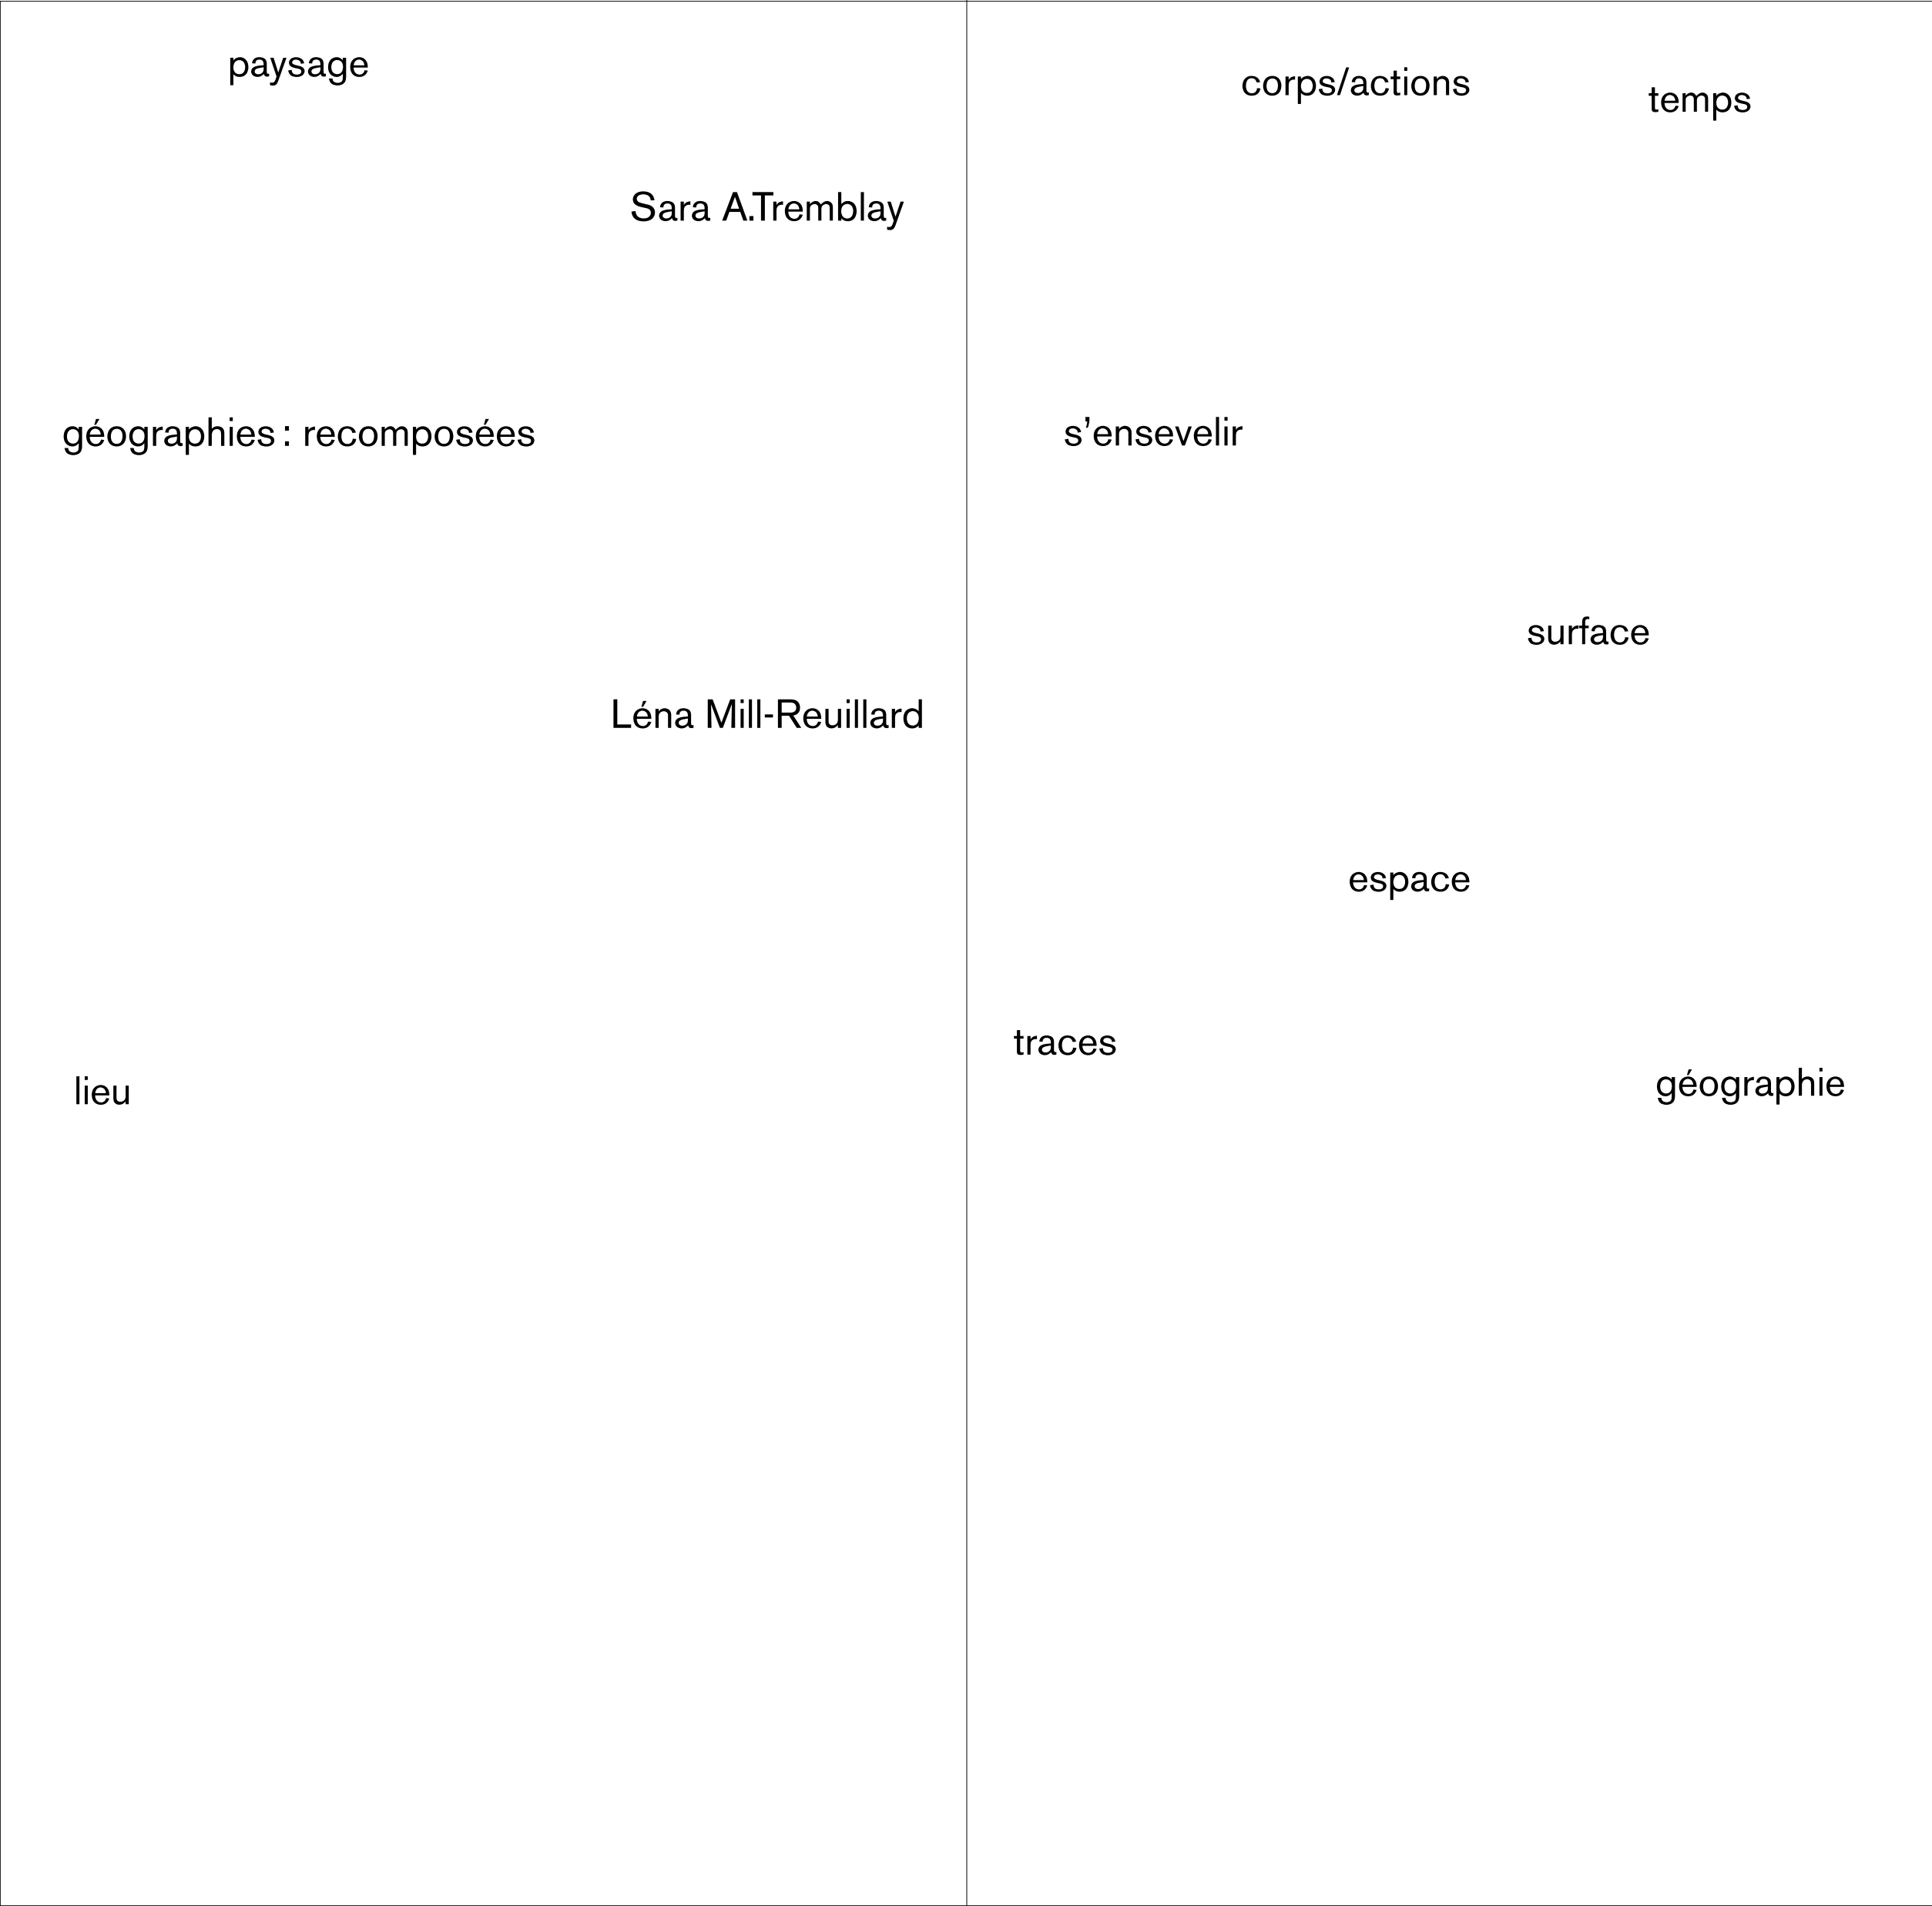 paysage
Sara A.Tremblay
géographies : recomposées
Léna Mill-Reuillard
lieu
corps/actions
temps
s’ensevelir
surface
espace
traces
géographie